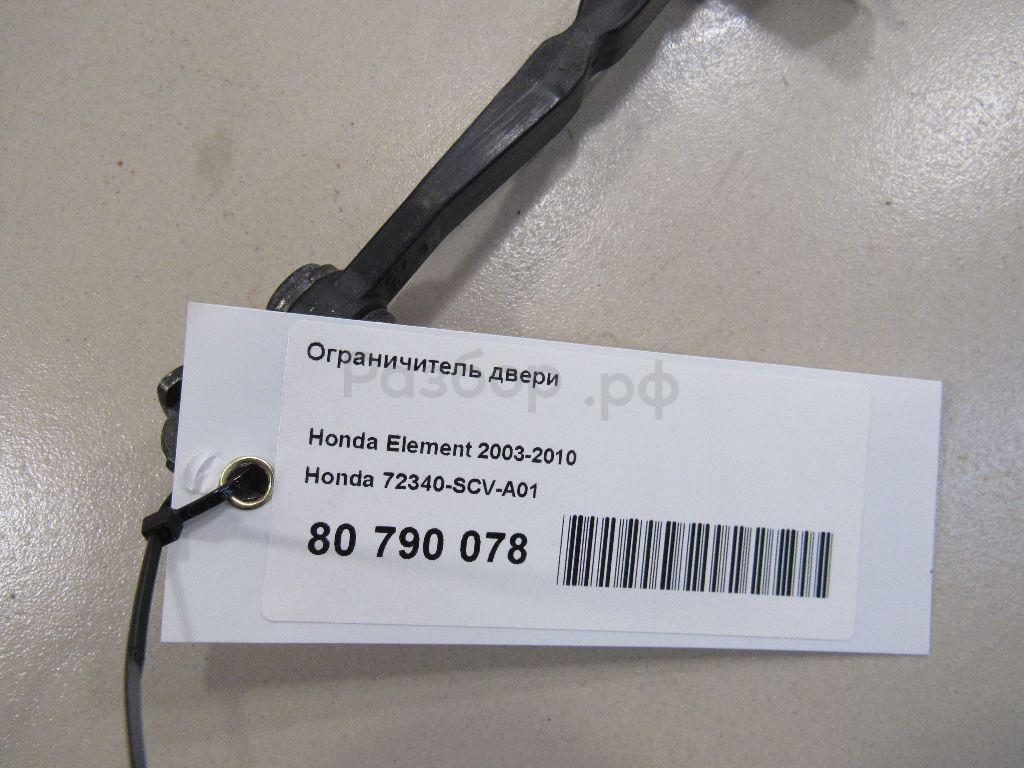 Ограничитель двери
Разбор.рф
Honda Element 2003-2010
Honda 72340-SCV-A01
80 790 078